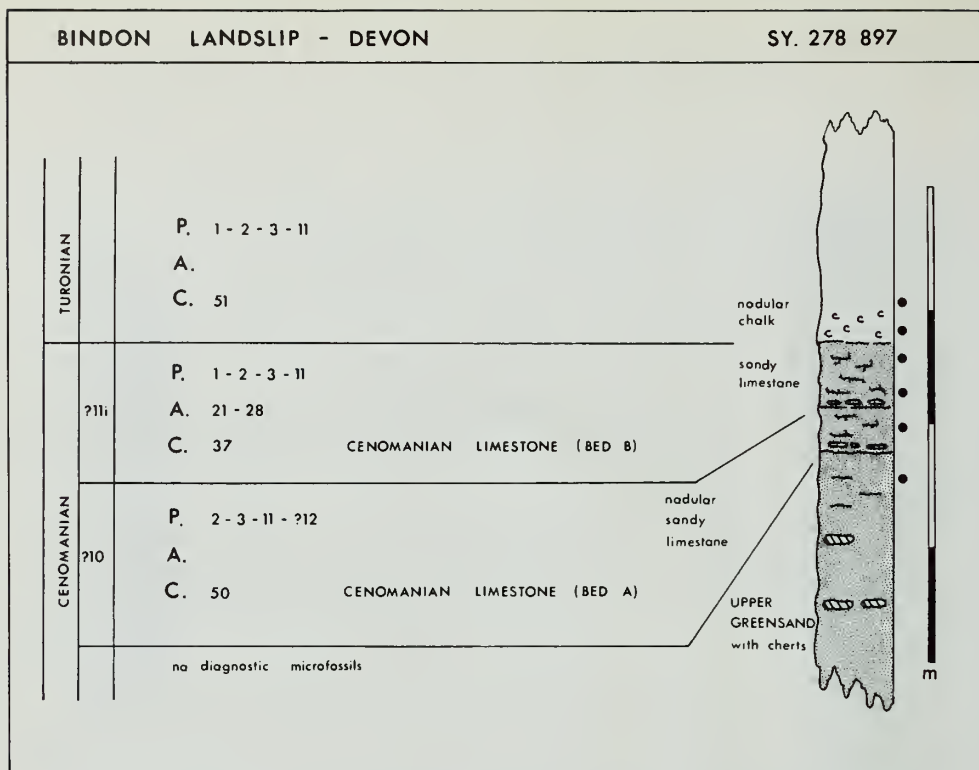 BINDON LANDSLIP - DEVON SY. 278 897
TURONIAN
P. 1 - 2 - 3 - 11
A.
C. 51
nodular
chalk
sandy
limestone
CENOMANIAN
?11i
P. 1 - 2 - 3 - 11
A. 21 - 28
C. 37 CENOMANIAN LIMESTONE (BED B)
nodular
sandy
limestone
?10
P. 2 - 3 - 11 - ?12
A.
C. 50 CENOMANIAN LIMESTONE (BED A)
UPPER
GREENSAND
with cherts
no diagnostic microfossils
c c c
c c c
c c
m